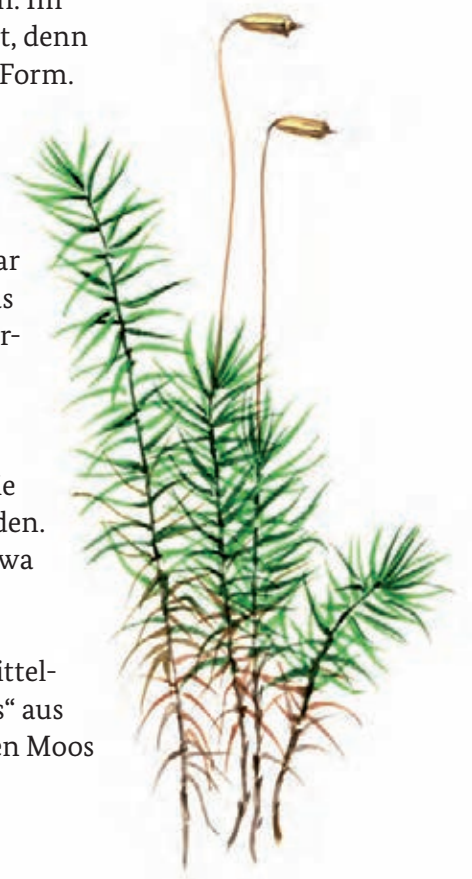 n. Im
t, denn
Form.
ar
s
r-
e
den.
wa
ittel-
s“ aus
en Moos